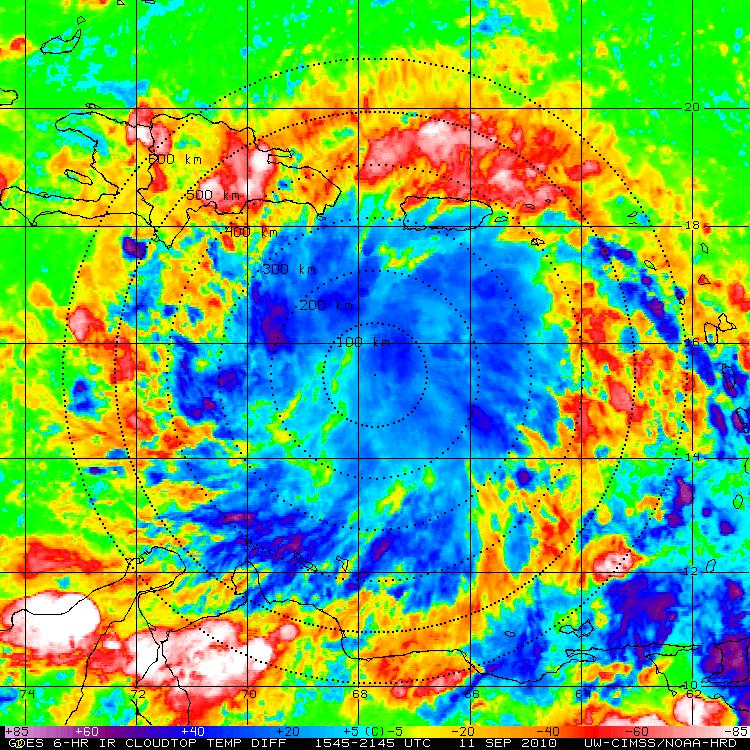 20
600 km
500 km
18
400 km
300 km
200 km
16
100 km
14
12
74 72 70 68 66 64 62 10
+85 +60 +40 +20 +5 (C) -5 -20 -40 -60 -85
GOES 6-HR IR CLOUDTOP TEMP DIFF 1545-2145 UTC 11 SEP 2010 UW-CIMSS/NOAA-HRD